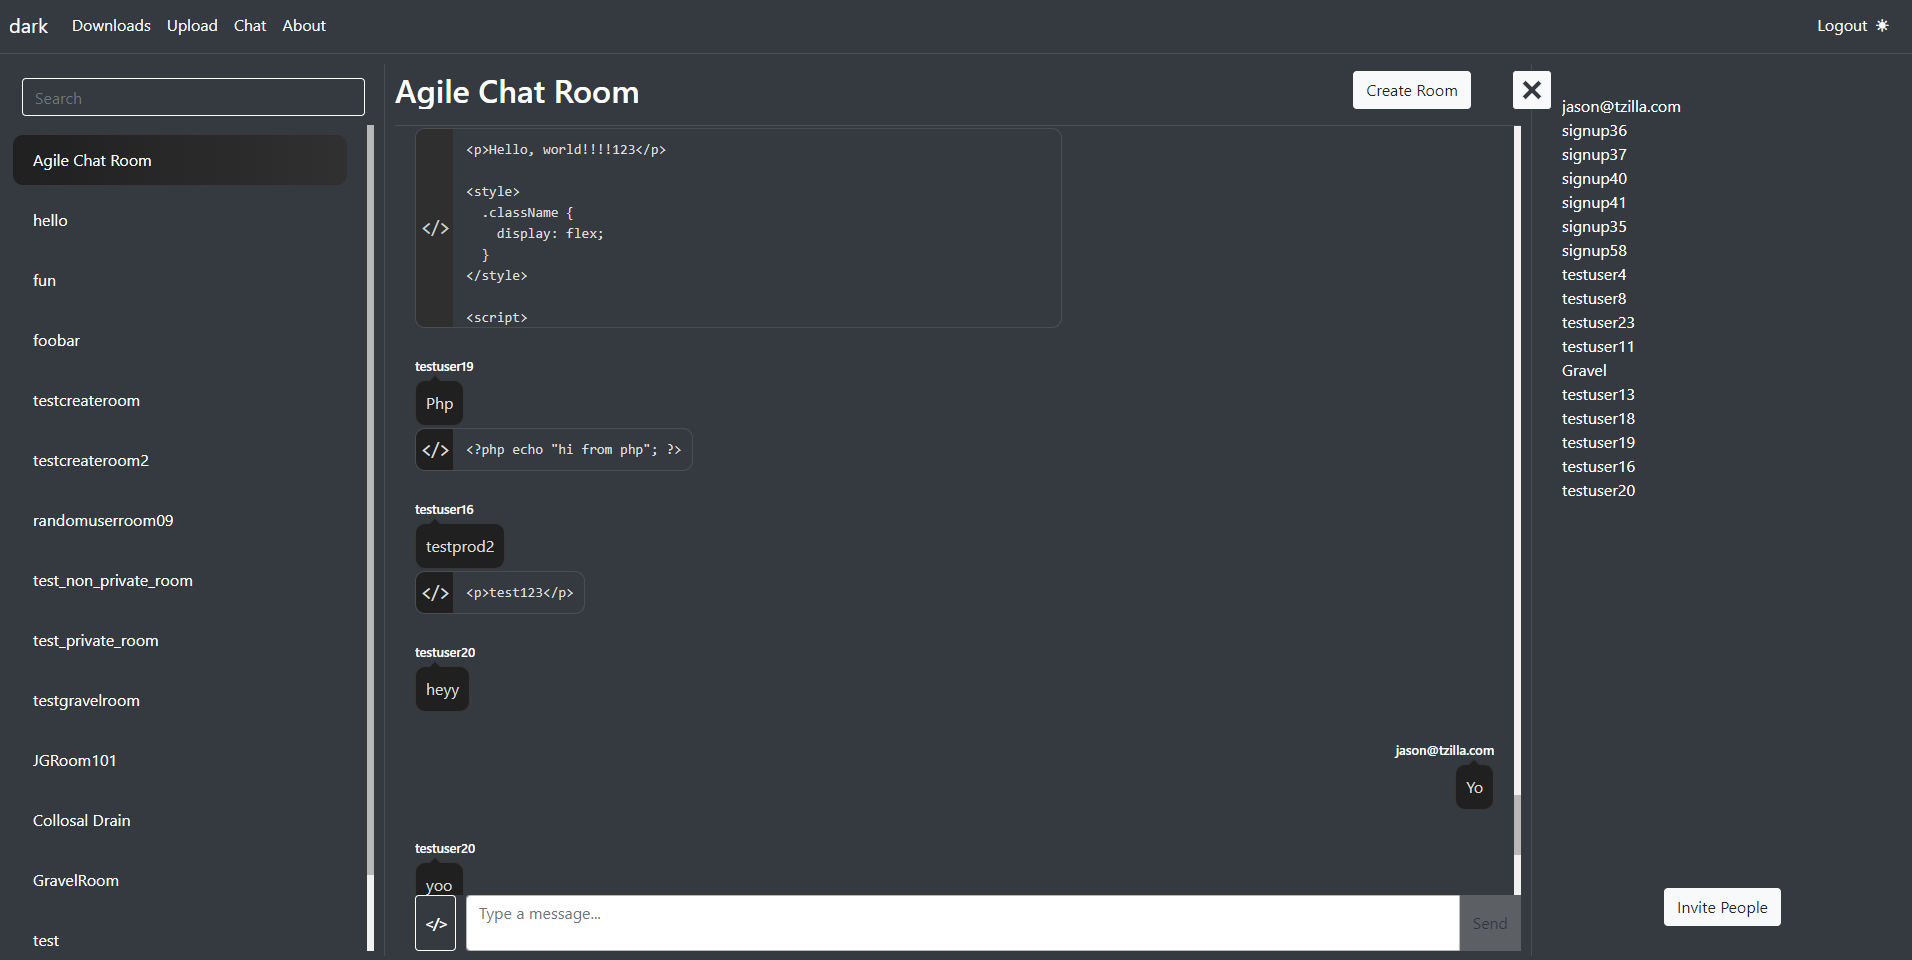 dark Downloads Upload Chat About Logout
Search
Agile Chat Room
hello
fun
foobar
testcreateroom
testcreateroom2
randomuserroom09
test_non_private_room
test_private_room
testgravelroom
JGRoom101
Collosal Drain
GravelRoom
test
Agile Chat Room
Create Room
</>
<p>Hello, world!!!!123</p>
<style>
.className {
display: flex;
}
</style>
<script>
testuser19
Php
</> <?php echo "hi from php"; ?>
testuser16
testprod2
</> <p>test123</p>
testuser20
heyy
jason@tzilla.com
Yo
testuser20
yoo
</> Type a message... Send
jason@tzilla.com
signup36
signup37
signup40
signup41
signup35
signup58
testuser4
testuser8
testuser23
testuser11
Gravel
testuser13
testuser18
testuser19
testuser16
testuser20
Invite People